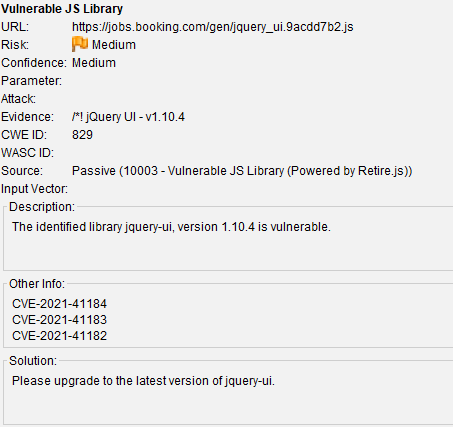 Vulnerable JS Library
URL: https://jobs.booking.com/gen/jquery_ui.9acdd7b2.js
Risk: Medium
Confidence: Medium
Parameter:
Attack:
Evidence: /*! jQuery UI - v1.10.4
CWE ID: 829
WASC ID:
Source: Passive (10003 - Vulnerable JS Library (Powered by Retire.js))
Input Vector:
Description:
The identified library jquery-ui, version 1.10.4 is vulnerable.
Other Info:
CVE-2021-41184
CVE-2021-41183
CVE-2021-41182
Solution:
Please upgrade to the latest version of jquery-ui.